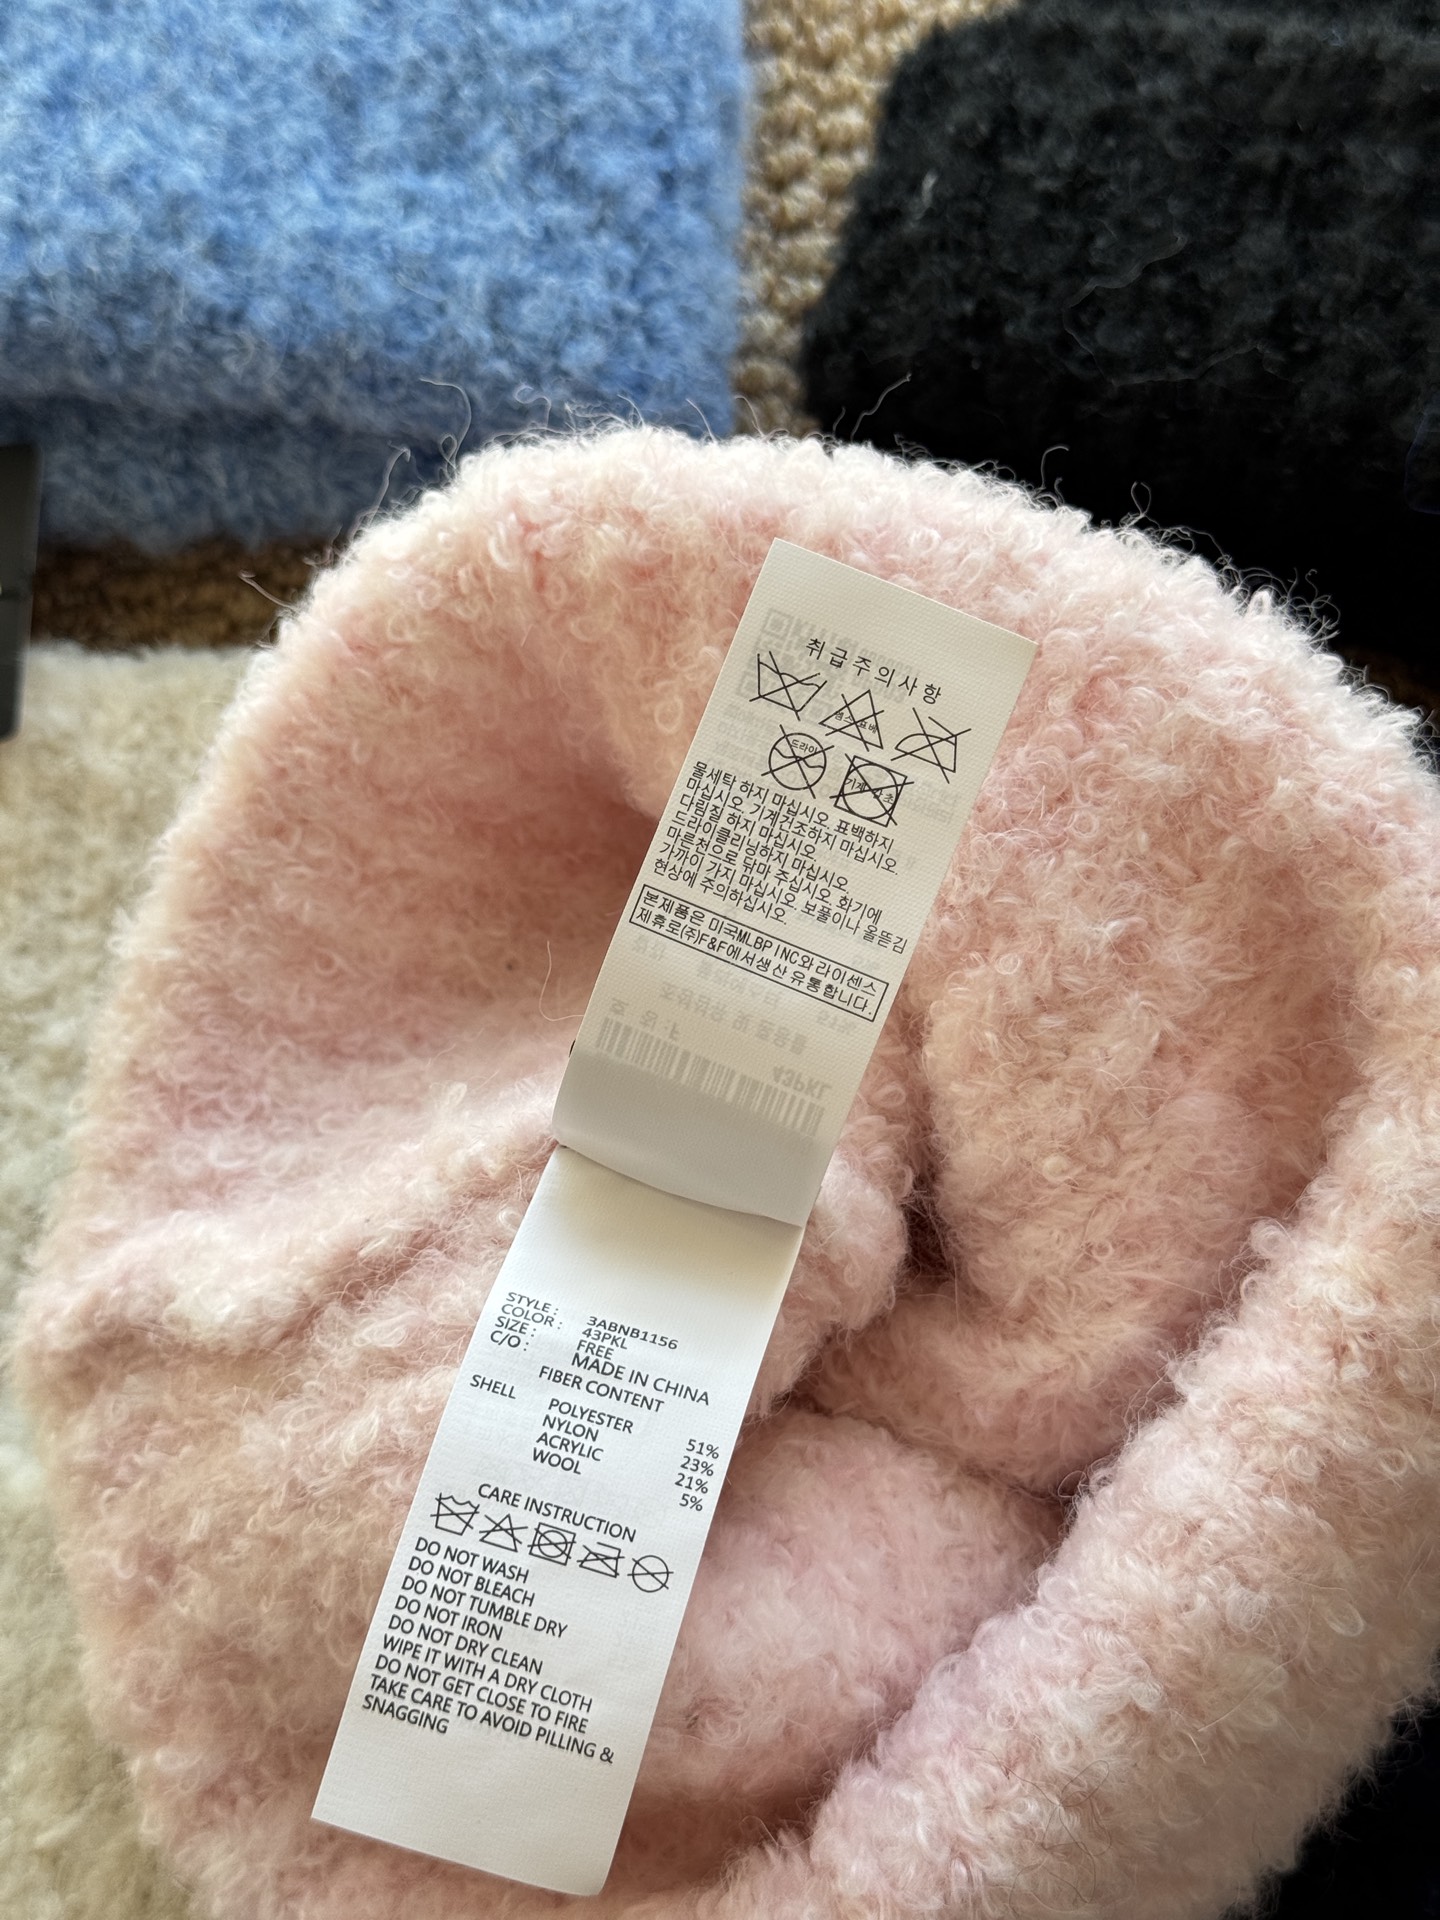 취급주의사항
드라이
물세탁 하지 마십시오. 표백하지
마십시오. 기계건조하지 마십시오.
다림질 하지 마십시오.
드라이클리닝하지 마십시오.
마른천으로 닦아 주십시오. 화기에
가까이 가지 마십시오. 보풀이나 올뜯김
현상에 주의하십시오.
본제품은 미국MLBP INC와 라이센스
제휴로(주)F&F에서 생산 유통합니다.
STYLE : 3ABNB1156
COLOR : 43PKL
SIZE : FREE
C/O : MADE IN CHINA
FIBER CONTENT
SHELL
POLYESTER 51%
NYLON 23%
ACRYLIC 21%
WOOL 5%
CARE INSTRUCTION
DO NOT WASH
DO NOT BLEACH
DO NOT TUMBLE DRY
DO NOT IRON
DO NOT DRY CLEAN
WIPE IT WITH A DRY CLOTH
DO NOT GET CLOSE TO FIRE
TAKE CARE TO AVOID PILLING &
SNAGGING